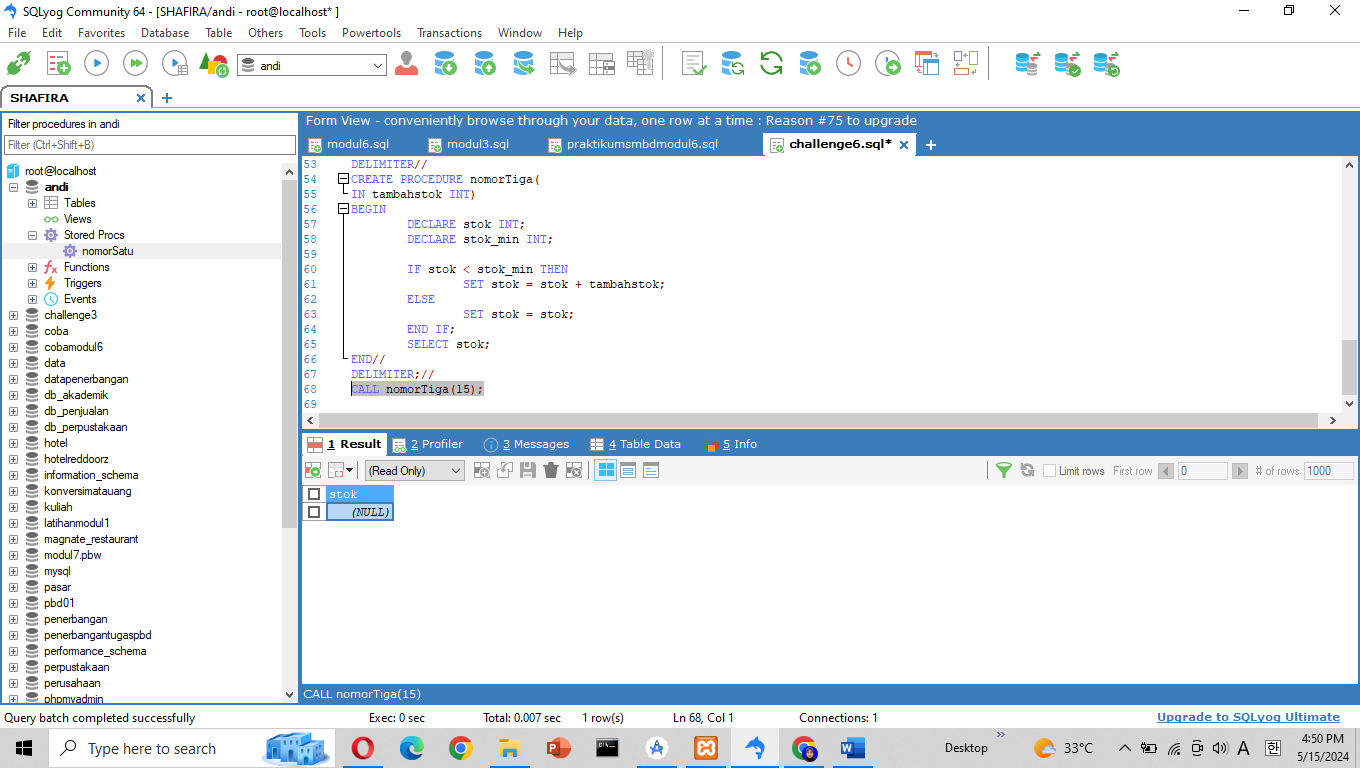 SQLyog Community 64 - [SHAFIRA/andi - root@localhost* ]
File Edit Favorites Database Table Others Tools Powertools Transactions Window Help
andi
SHAFIRA
Filter procedures in andi
Filter (Ctrl+Shift+B)
root@localhost
andi
Tables
Views
Stored Procs
nomorSatu
Functions
Triggers
Events
challenge3
coba
cobamodul6
data
datapenerbangan
db_akademik
db_penjualan
db_perpustakaan
hotel
hotelreddoorz
information_schema
konversimatauang
kuliah
latihanmodul1
magnate_restaurant
modul7.pbw
mysql
pasar
pbd01
penerbangan
penerbangantugaspbd
performance_schema
perpustakaan
perusahaan
phpmyadmin
Form View - conveniently browse through your data, one row at a time : Reason #75 to upgrade
modul6.sql modul3.sql praktikumsmbdmodul6.sql challenge6.sql*
53 DELIMITER//
54 CREATE PROCEDURE nomorTiga(
55 IN tambahstok INT)
56 BEGIN
57 DECLARE stok INT;
58 DECLARE stok_min INT;
59
60 IF stok < stok_min THEN
61 SET stok = stok + tambahstok;
62 ELSE
63 SET stok = stok;
64 END IF;
65 SELECT stok;
66 END//
67 DELIMITER;//
68 CALL nomorTiga(15);
69
1 Result 2 Profiler 3 Messages 4 Table Data 5 Info
(Read Only) Limit rows First row 0 # of rows 1000
stok
(NULL)
CALL nomorTiga(15)
Query batch completed successfully Exec: 0 sec Total: 0.007 sec 1 row(s) Ln 68, Col 1 Connections: 1 Upgrade to SQLyog Ultimate
Type here to search Desktop 33°C A 한 4:50 PM
5/15/2024